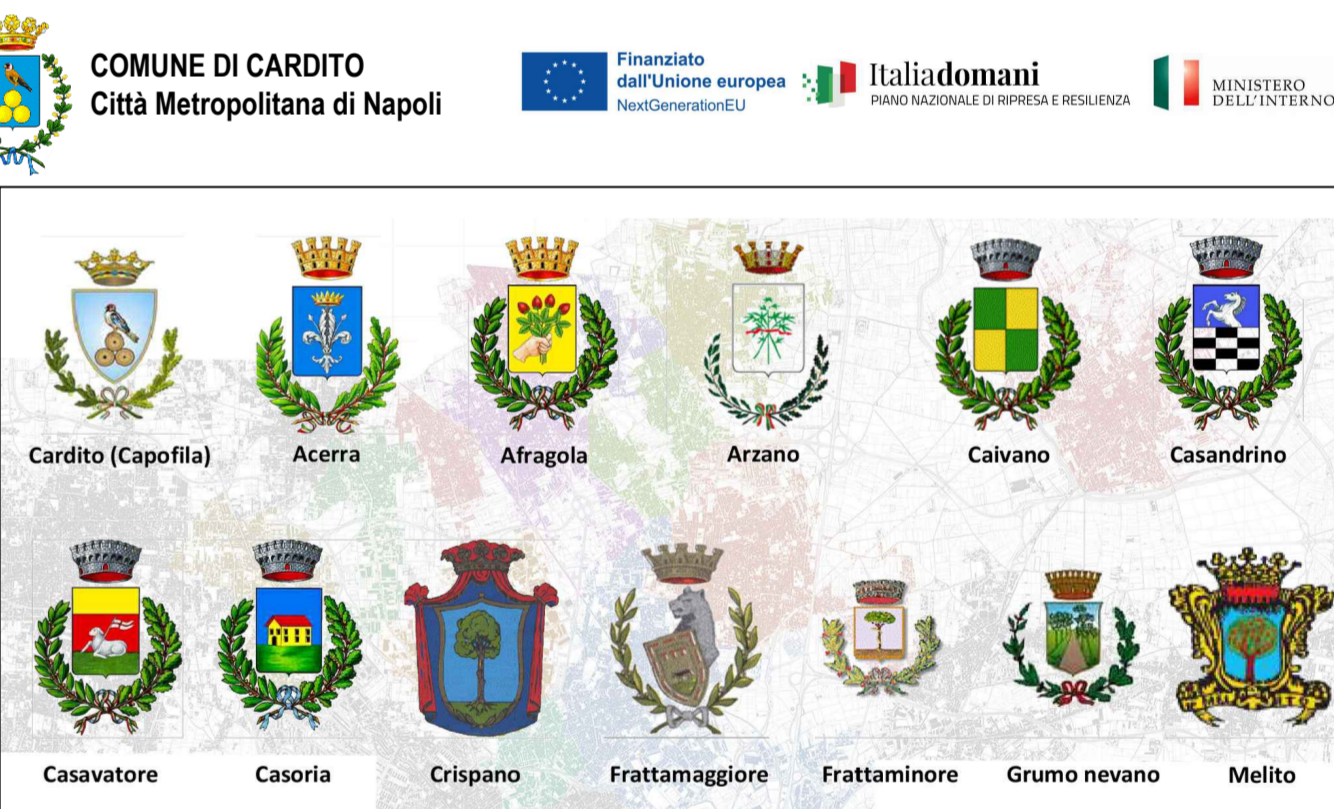 COMUNE DI CARDITO
Città Metropolitana di Napoli
Finanziato
dall'Unione europea
NextGenerationEU
Italiadomani
PIANO NAZIONALE DI RIPRESA E RESILIENZA
MINISTERO
DELL'INTERNO
Cardito (Capofila)
Acerra
Afragola
Arzano
Caivano
Casandrino
Casavatore
Casoria
Crispano
Frattamaggiore
Frattaminore
Grumo nevano
Melito